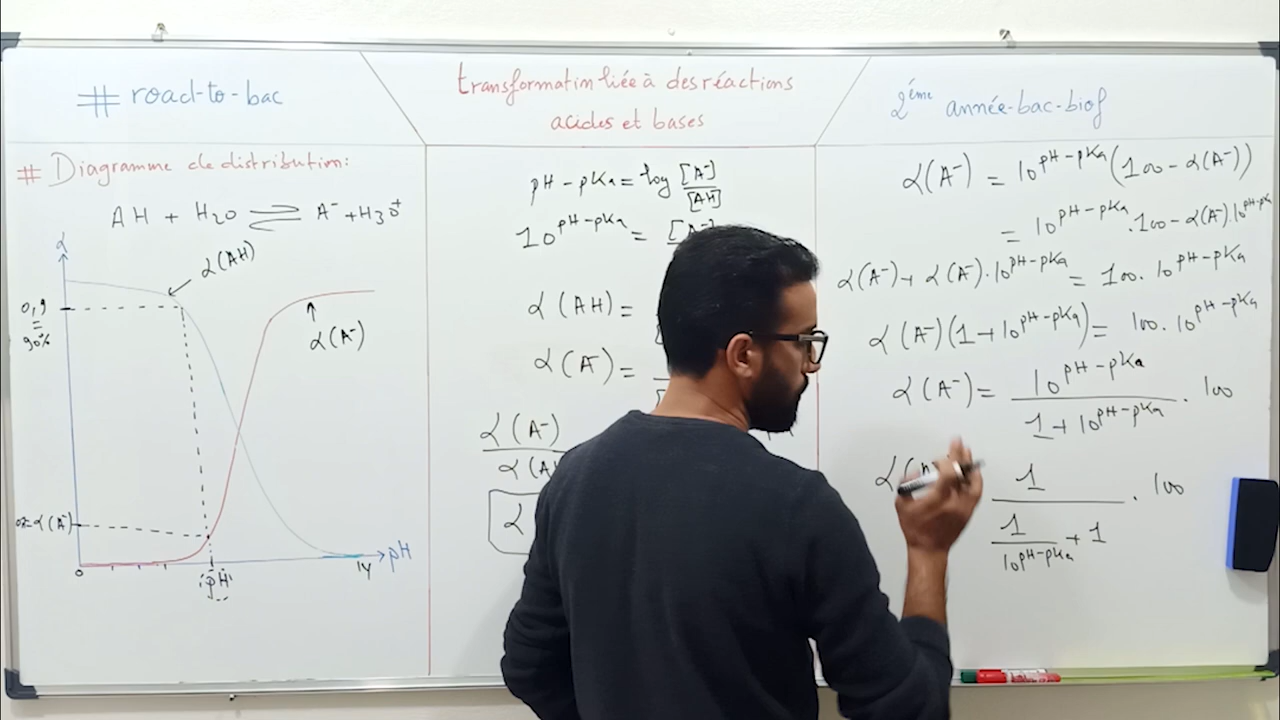 # road-to-bac
transformation liée à des réactions
acides et bases
2ème année-bac-biof
# Diagramme de distribution:
AH + H2O ⇌ A⁻ + H3O⁺
α
α(AH)
0,9
=
90%
α(A⁻)
α(A⁻)
0
pH
14
pH
pH - pKa = log [A⁻]/[AH]
10^(pH-pKa) = [A⁻]
α(AH) =
α(A⁻) =
α(A⁻)
α(A
α
α(A⁻) = 10^(pH-pKa) (100 - α(A⁻))
= 10^(pH-pKa) . 100 - α(A⁻) . 10^(pH-pKa
α(A⁻) + α(A⁻) . 10^(pH-pKa) = 100 . 10^(pH-pKa)
α(A⁻)(1 + 10^(pH-pKa)) = 100 . 10^(pH-pKa)
α(A⁻) = 10^(pH-pKa) / (1 + 10^(pH-pKa)) . 100
α(A 1 / (1/10^(pH-pKa) + 1) . 100